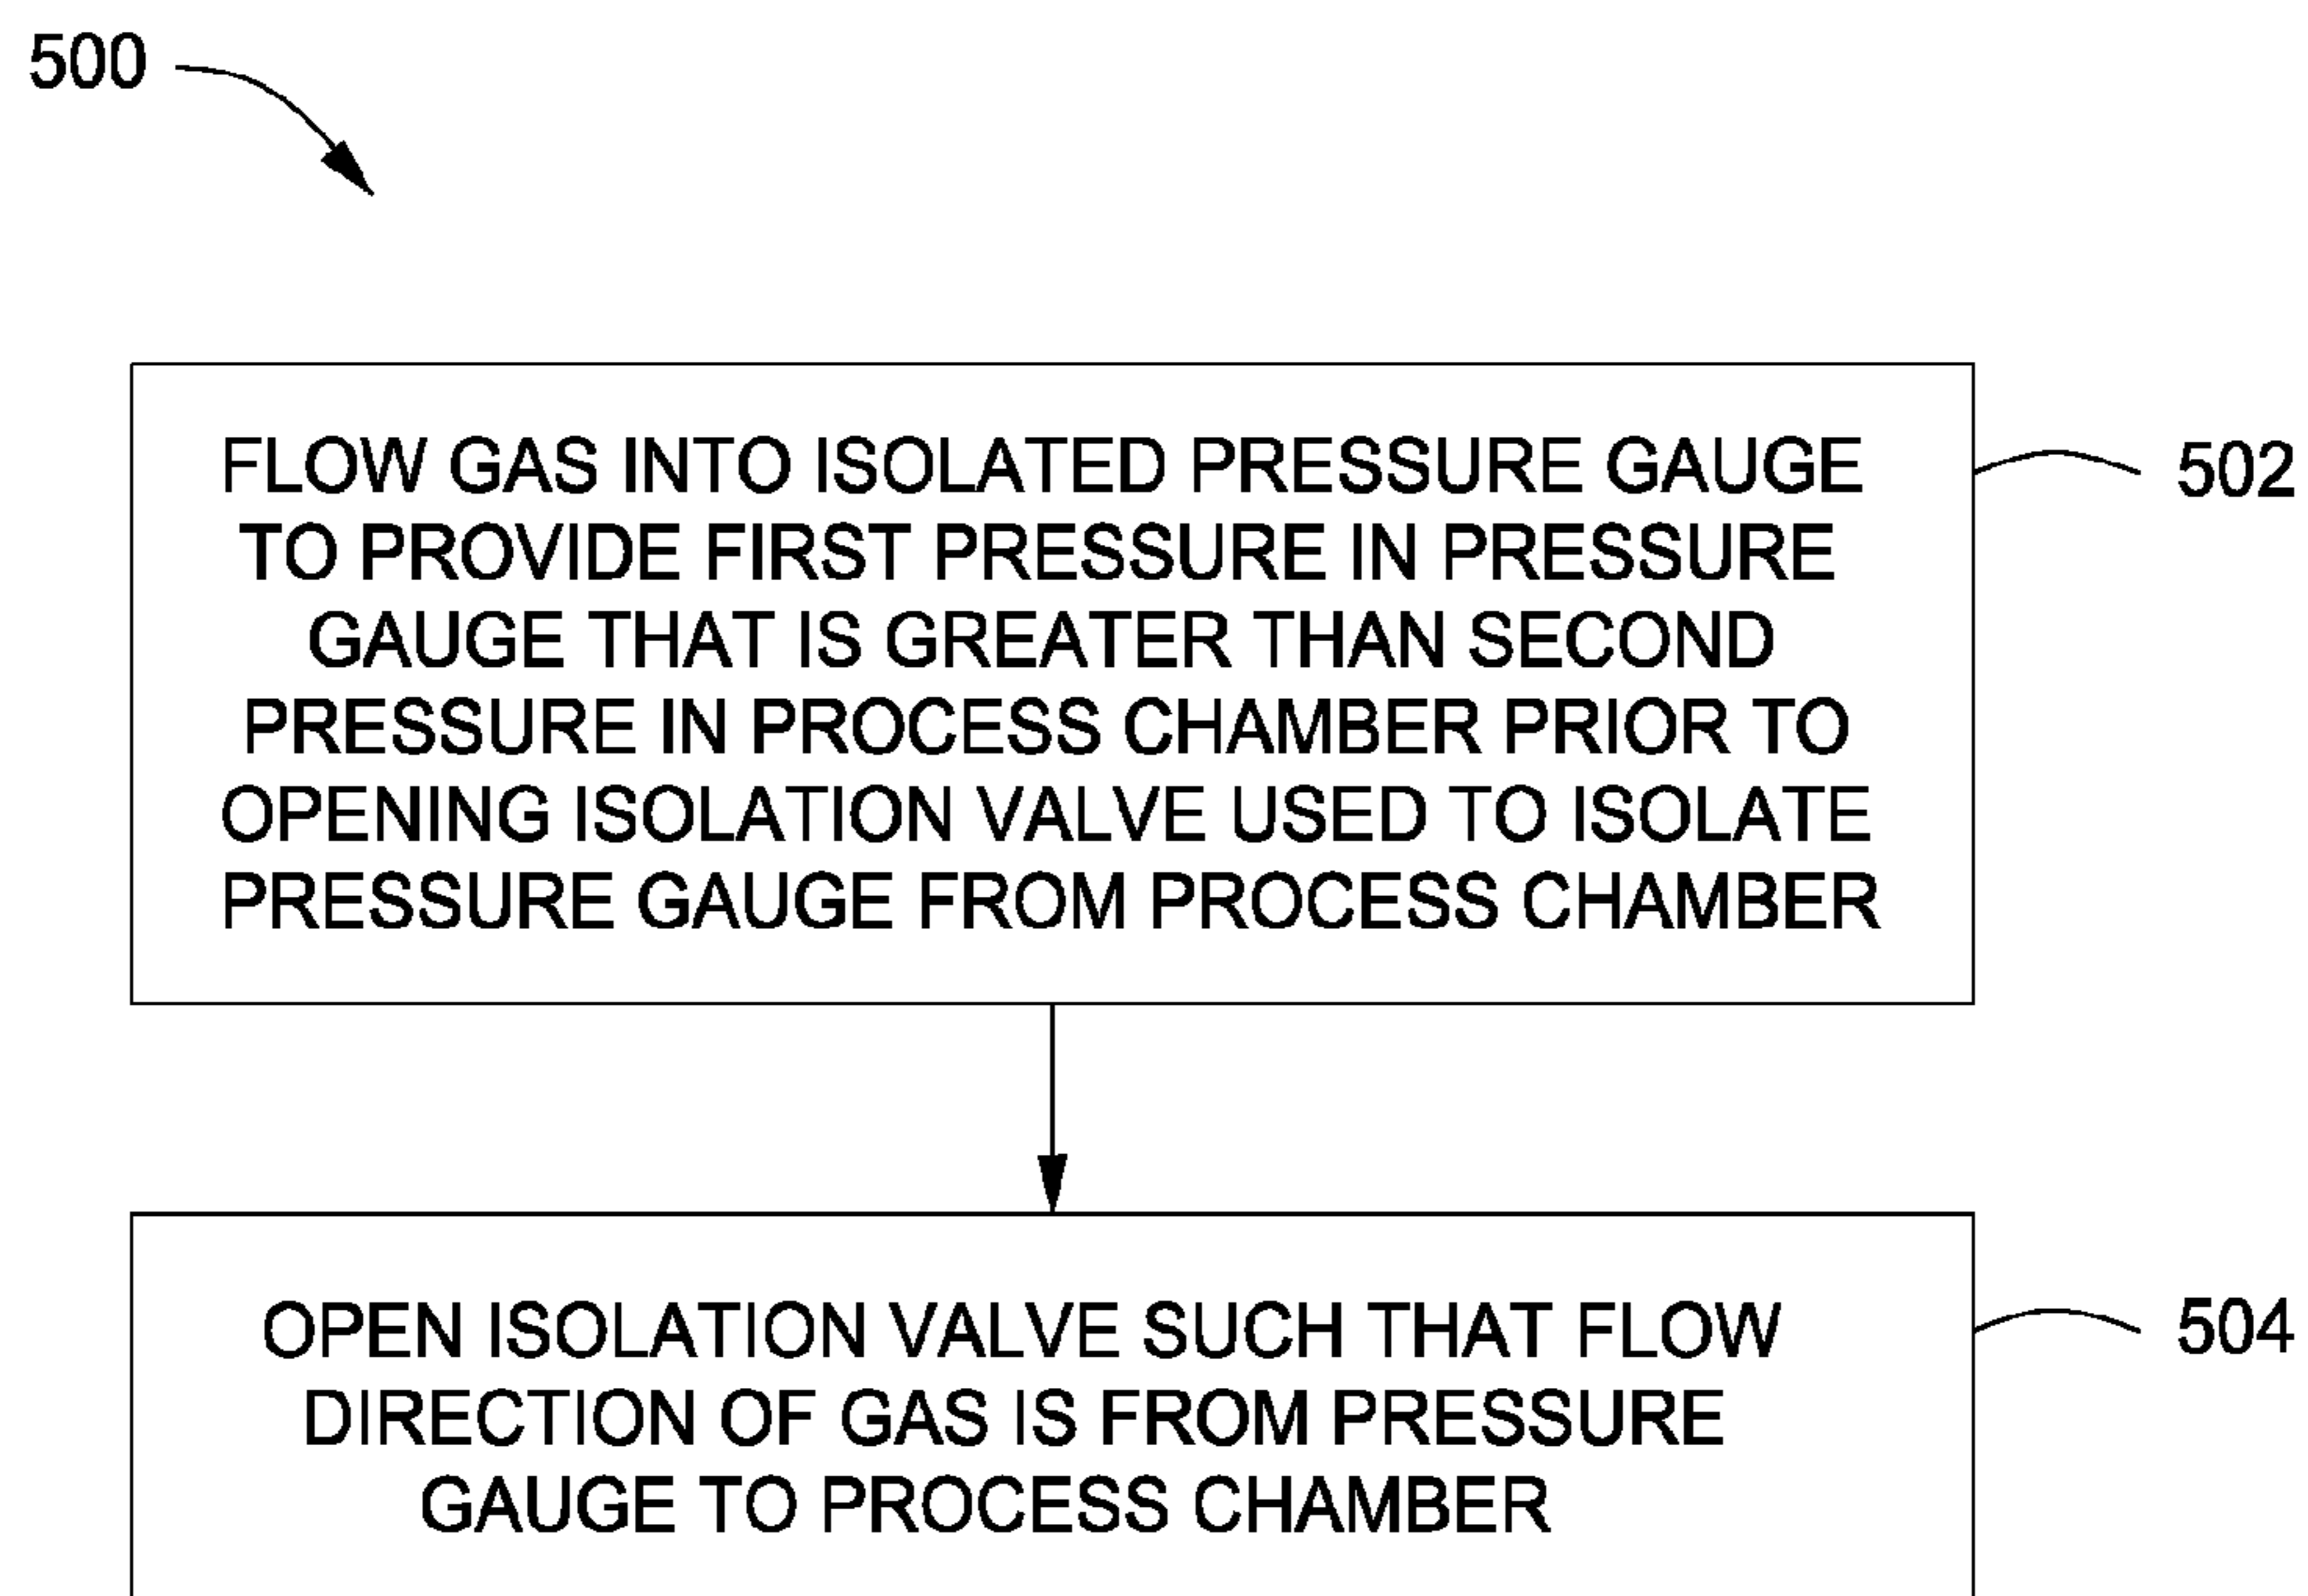 500
FLOW GAS INTO ISOLATED PRESSURE GAUGE
TO PROVIDE FIRST PRESSURE IN PRESSURE
GAUGE THAT IS GREATER THAN SECOND
PRESSURE IN PROCESS CHAMBER PRIOR TO
OPENING ISOLATION VALVE USED TO ISOLATE
PRESSURE GAUGE FROM PROCESS CHAMBER
502
OPEN ISOLATION VALVE SUCH THAT FLOW
DIRECTION OF GAS IS FROM PRESSURE
GAUGE TO PROCESS CHAMBER
504